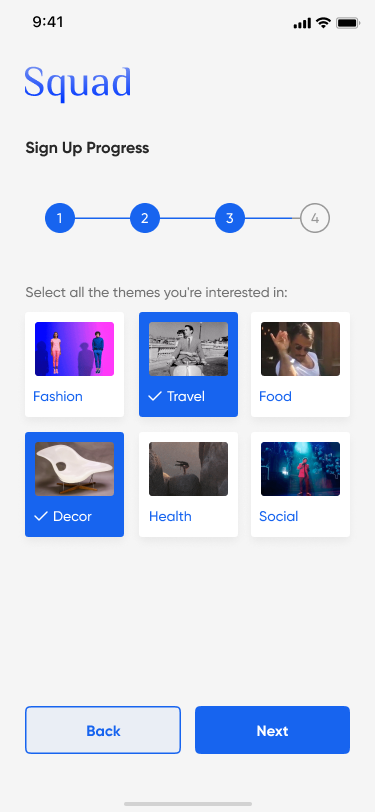 9:41
Squad
Sign Up Progress
1 2 3 4
Select all the themes you're interested in:
Fashion Travel Food
Decor Health Social
Back Next